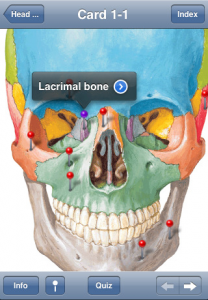 Head ...
Card 1-1
Index
Lacrimal bone
Info
Quiz